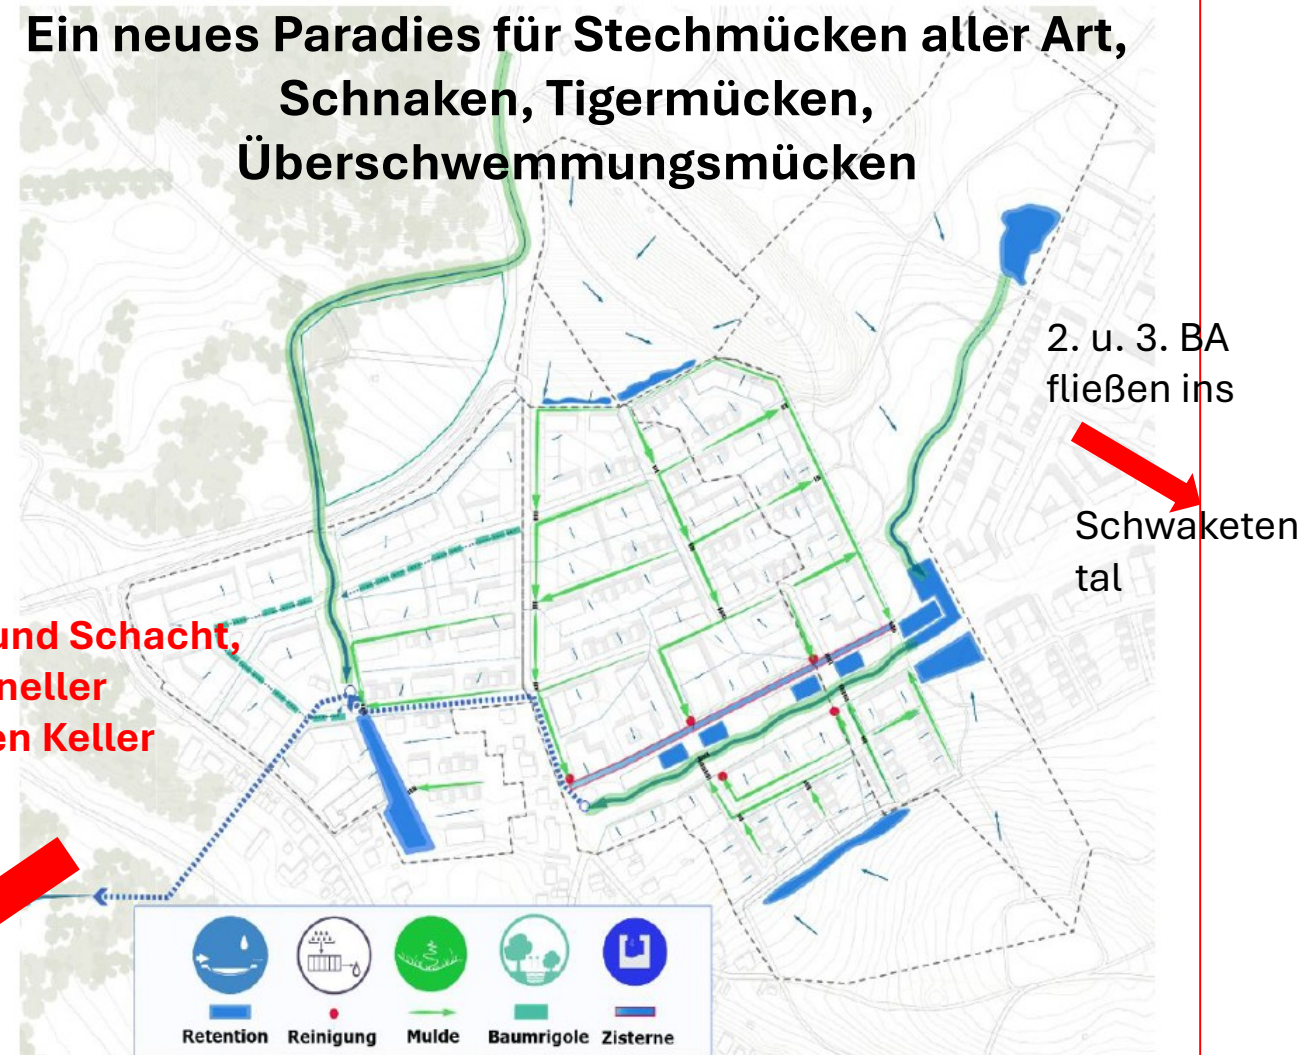 Ein neues Paradies für Stechmücken aller Art,
Schnaken, Tigermücken,
Überschwemmungsmücken
2. u. 3. BA
fließen ins
Schwaketen
tal
und Schacht,
neller
en Keller
Retention Reinigung Mulde Baumrigole Zisterne